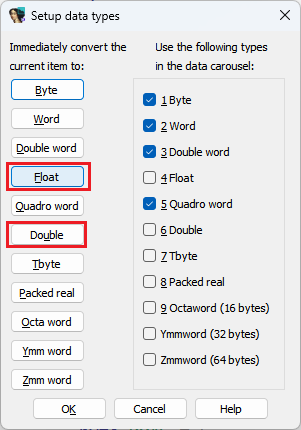 Setup data types
Immediately convert the
current item to:
Byte
Word
Double word
Float
Quadro word
Double
Tbyte
Packed real
Octa word
Ymm word
Zmm word
Use the following types
in the data carousel:
1 Byte
2 Word
3 Double word
4 Float
5 Quadro word
6 Double
7 Tbyte
8 Packed real
9 Octaword (16 bytes)
Ymmword (32 bytes)
Zmmword (64 bytes)
OK
Cancel
Help